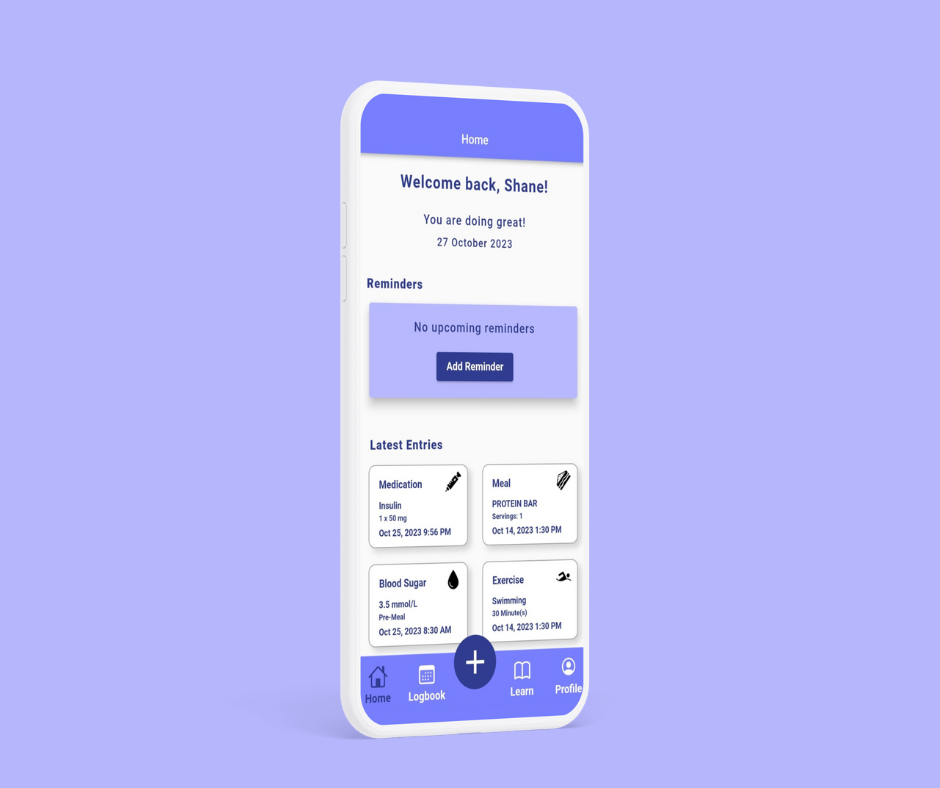 Home
Welcome back, Shane!
You are doing great!
27 October 2023
Reminders
No upcoming reminders
Add Reminder
Latest Entries
Medication
Insulin
1 x 50 mg
Oct 25, 2023 9:56 PM
Meal
PROTEIN BAR
Servings: 1
Oct 14, 2023 1:30 PM
Blood Sugar
3.5 mmol/L
Pre-Meal
Oct 25, 2023 8:30 AM
Exercise
Swimming
30 Minute(s)
Oct 14, 2023 1:30 PM
Home
Logbook
+
Learn
Profile